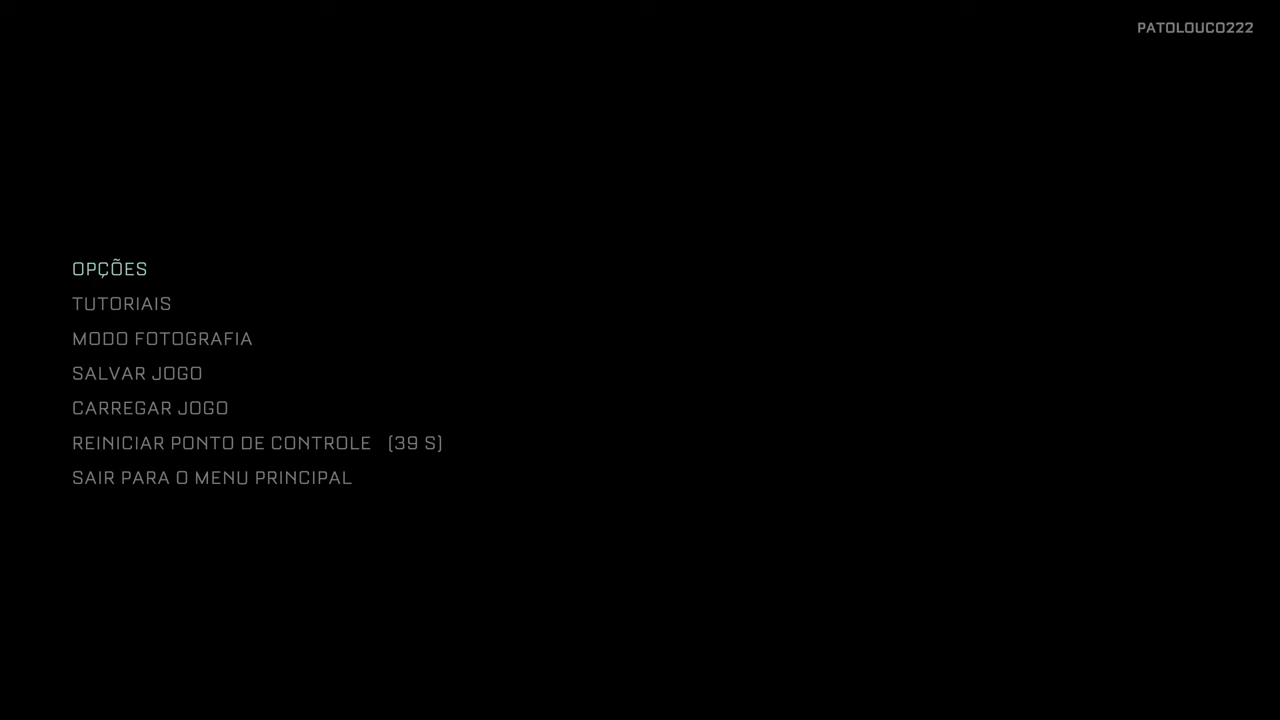 PATOLOUCO222
OPÇÕES
TUTORIAIS
MODO FOTOGRAFIA
SALVAR JOGO
CARREGAR JOGO
REINICIAR PONTO DE CONTROLE (39 S)
SAIR PARA O MENU PRINCIPAL